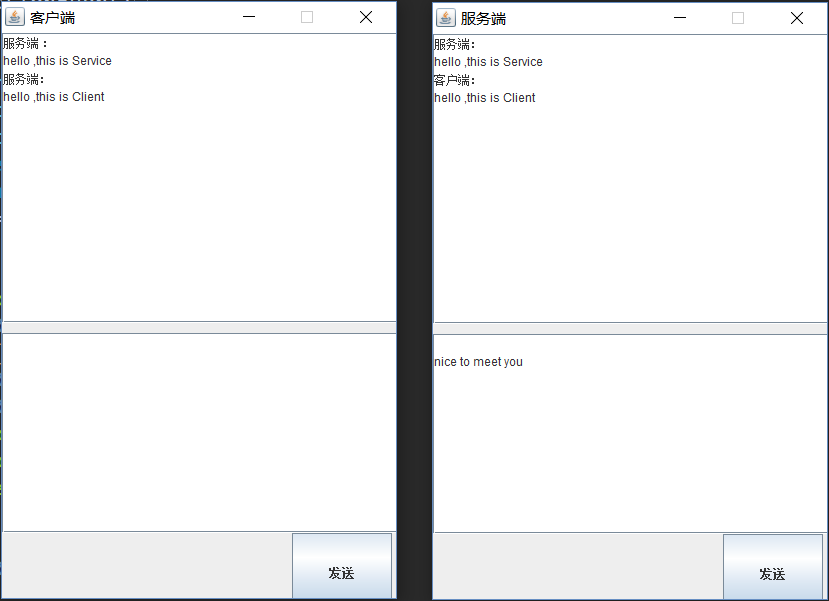 客户端
服务端 :
hello ,this is Service
服务端:
hello ,this is Client
发送
服务端
服务端:
hello ,this is Service
客户端:
hello ,this is Client
nice to meet you
发送